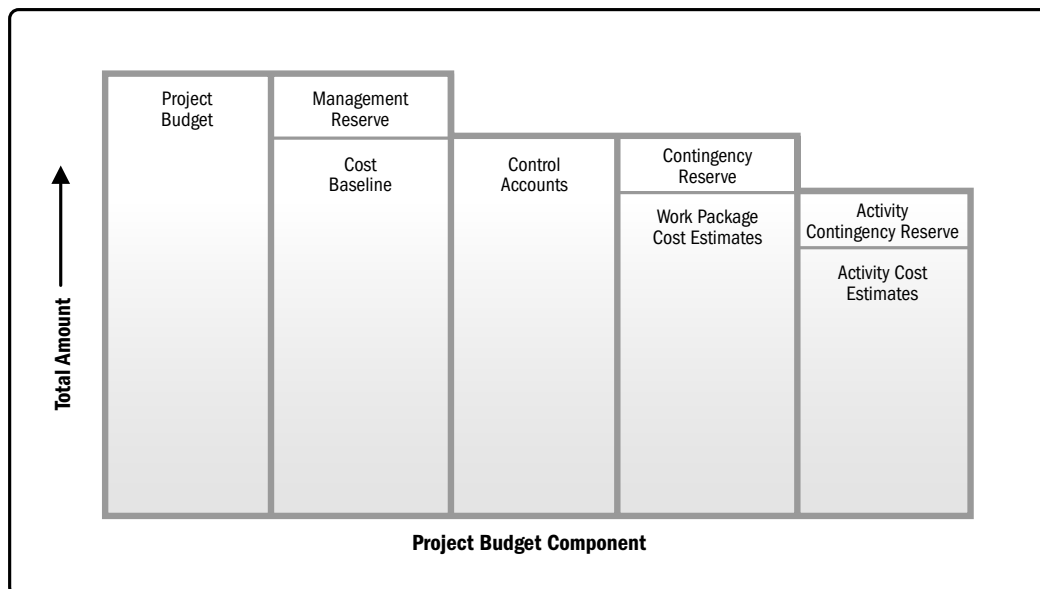 Project
Budget
Management
Reserve
Cost
Baseline
Control
Accounts
Contingency
Reserve
Work Package
Cost Estimates
Activity
Contingency Reserve
Activity Cost
Estimates
Total Amount
Project Budget Component